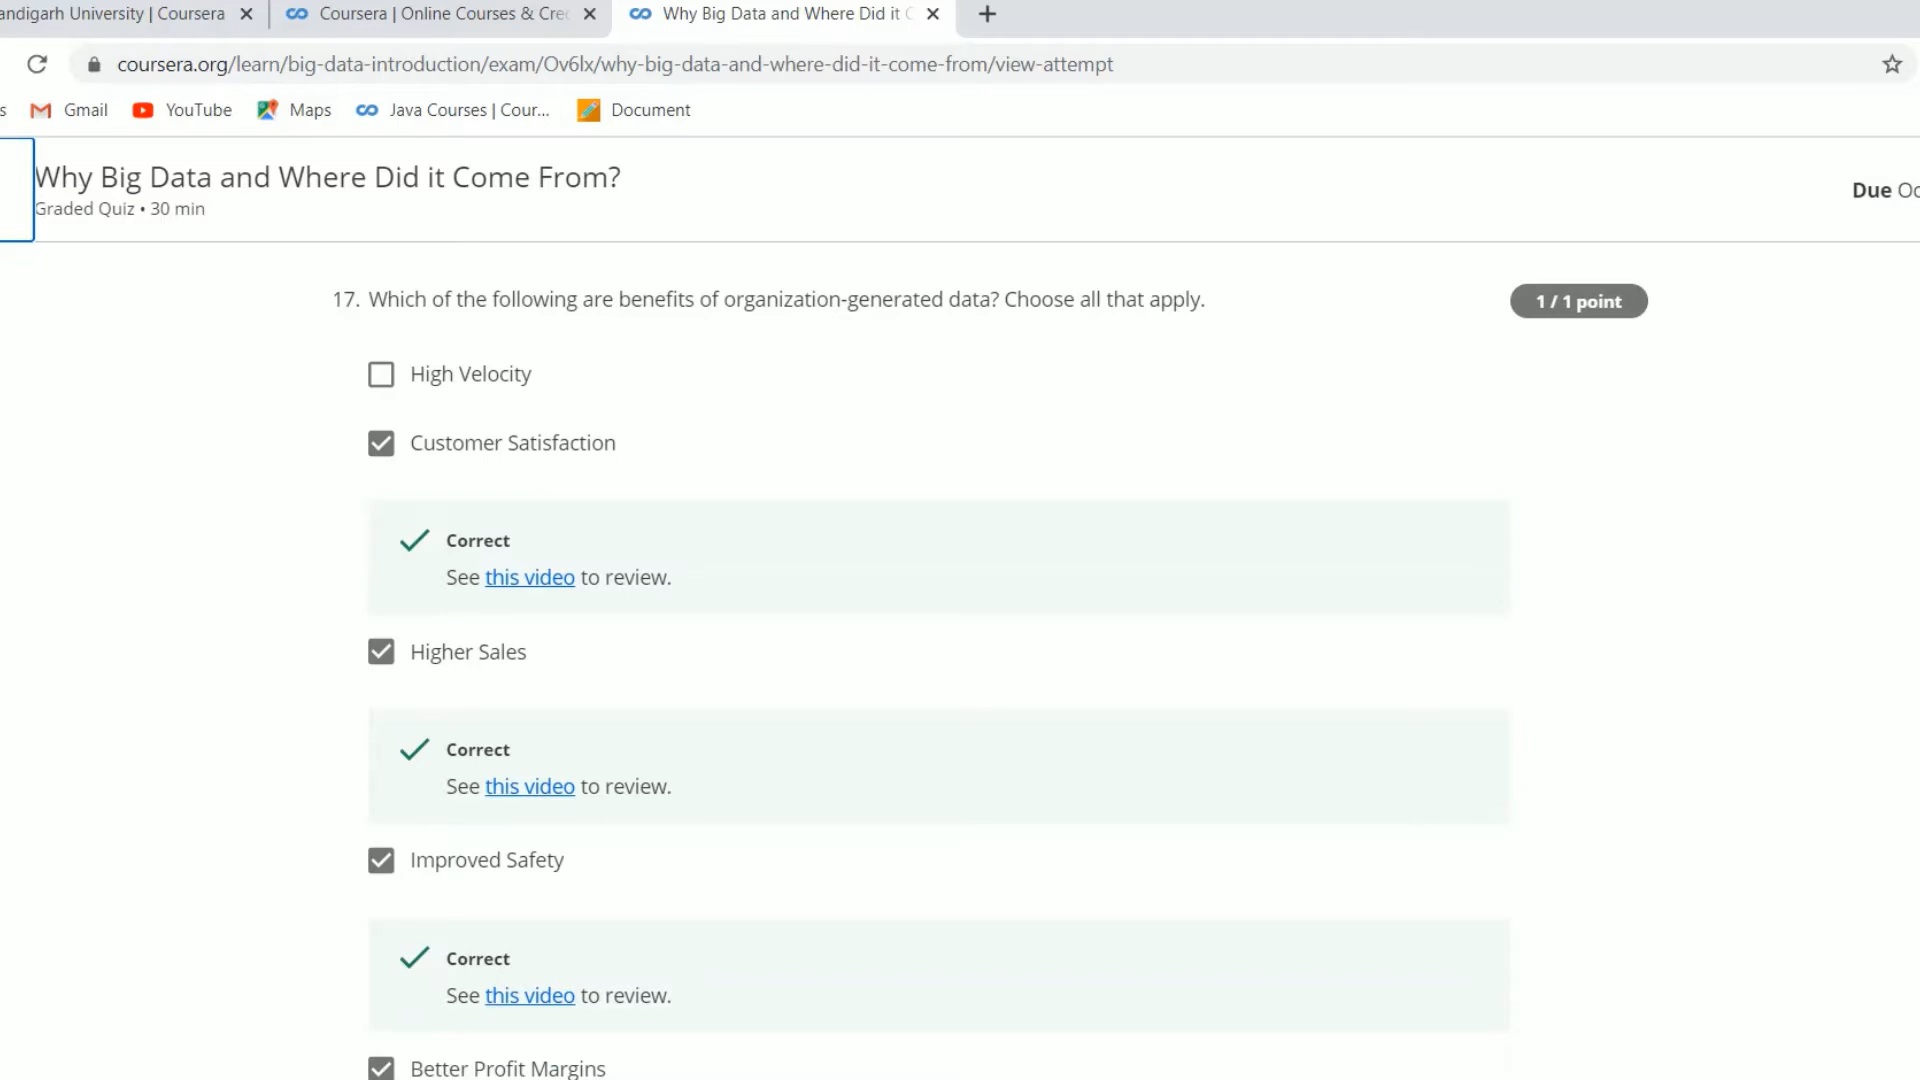 andigarh University | Coursera
Coursera | Online Courses & Cre
Why Big Data and Where Did it
coursera.org/learn/big-data-introduction/exam/Ov6lx/why-big-data-and-where-did-it-come-from/view-attempt
s Gmail YouTube Maps Java Courses | Cour... Document
Why Big Data and Where Did it Come From?
Graded Quiz • 30 min
Due Oc
17. Which of the following are benefits of organization-generated data? Choose all that apply.
1 / 1 point
High Velocity
Customer Satisfaction
Correct
See this video to review.
Higher Sales
Correct
See this video to review.
Improved Safety
Correct
See this video to review.
Better Profit Margins